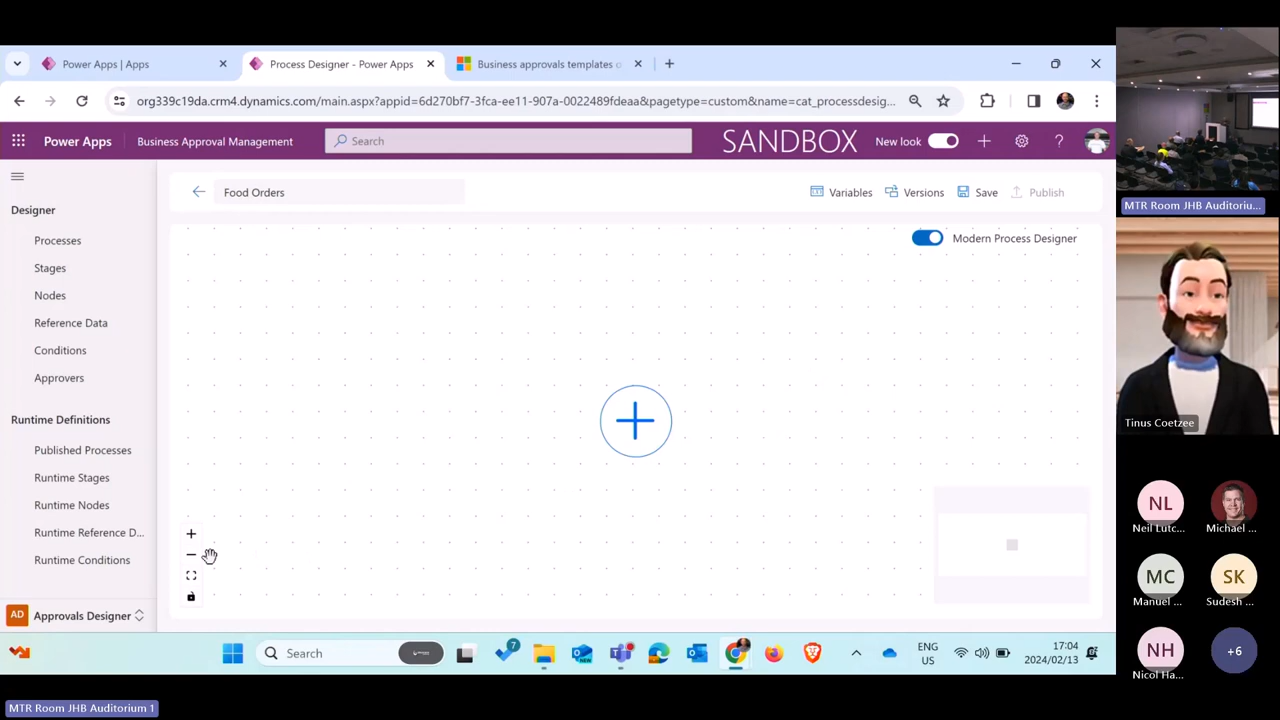 Power Apps | Apps
Process Designer - Power Apps
Business approvals templates o
org339c19da.crm4.dynamics.com/main.aspx?appid=6d270bf7-3fca-ee11-907a-0022489fdeaa&pagetype=custom&name=cat_processdesig...
Power Apps
Business Approval Management
Search
SANDBOX
New look
Food Orders
Variables
Versions
Save
Publish
Modern Process Designer
Designer
Processes
Stages
Nodes
Reference Data
Conditions
Approvers
Runtime Definitions
Published Processes
Runtime Stages
Runtime Nodes
Runtime Reference D...
Runtime Conditions
AD
Approvals Designer
Search
7
ENG
US
17:04
2024/02/13
MTR Room JHB Auditoriu...
Tinus Coetzee
NL
Neil Lutc...
Michael ...
MC
Manuel ...
SK
Sudesh ...
NH
Nicol Ha...
+6
MTR Room JHB Auditorium 1